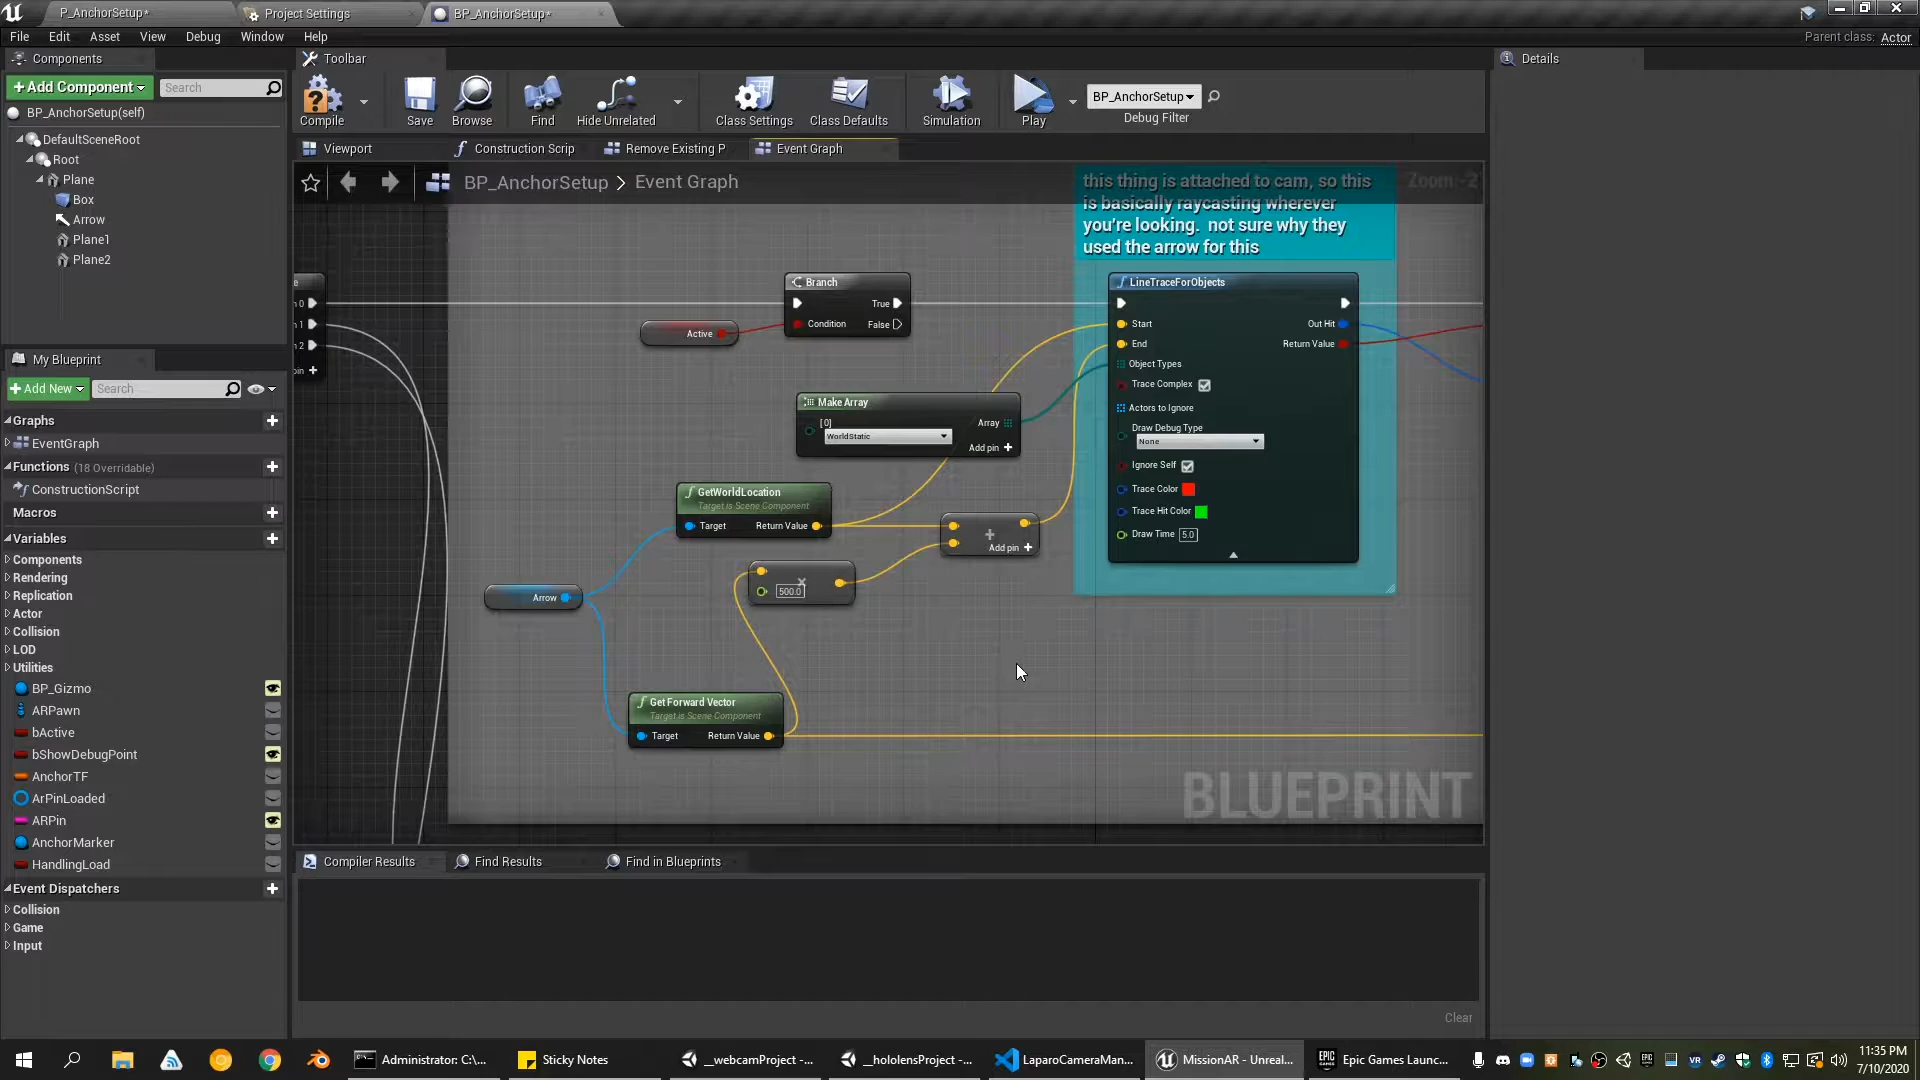 P_AnchorSetup*
Project Settings
BP_AnchorSetup*
File Edit Asset View Debug Window Help
Parent class: Actor
Components
Toolbar
Details
+Add Component
Search
BP_AnchorSetup(self)
DefaultSceneRoot
Root
Plane
Box
Arrow
Plane1
Plane2
Compile
Save
Browse
Find
Hide Unrelated
Class Settings
Class Defaults
Simulation
Play
BP_AnchorSetup
Debug Filter
Viewport
Construction Scrip
Remove Existing P
Event Graph
BP_AnchorSetup > Event Graph
Zoom:-2
this thing is attached to cam, so this
is basically raycasting wherever
you're looking. not sure why they
used the arrow for this
e
n 0
n 1
n 2
pin
Branch
True
Condition
False
Active
LineTraceForObjects
Start
Out Hit
End
Return Value
Object Types
Trace Complex
Actors to Ignore
Draw Debug Type
None
Ignore Self
Trace Color
Trace Hit Color
Draw Time 5.0
Make Array
[0]
Array
WorldStatic
Add pin
GetWorldLocation
Target is Scene Component
Target
Return Value
Add pin
500.0
Arrow
Get Forward Vector
Target is Scene Component
Target
Return Value
BLUEPRINT
My Blueprint
+Add New
Search
Graphs
EventGraph
Functions (18 Overridable)
ConstructionScript
Macros
Variables
Components
Rendering
Replication
Actor
Collision
LOD
Utilities
BP_Gizmo
ARPawn
bActive
bShowDebugPoint
AnchorTF
ArPinLoaded
ARPin
AnchorMarker
HandlingLoad
Event Dispatchers
Collision
Game
Input
Compiler Results
Find Results
Find in Blueprints
Clear
Administrator: C:\...
Sticky Notes
__webcamProject -...
__hololensProject -...
LaparoCameraMan...
MissionAR - Unreal...
Epic Games Launc...
11:35 PM
7/10/2020